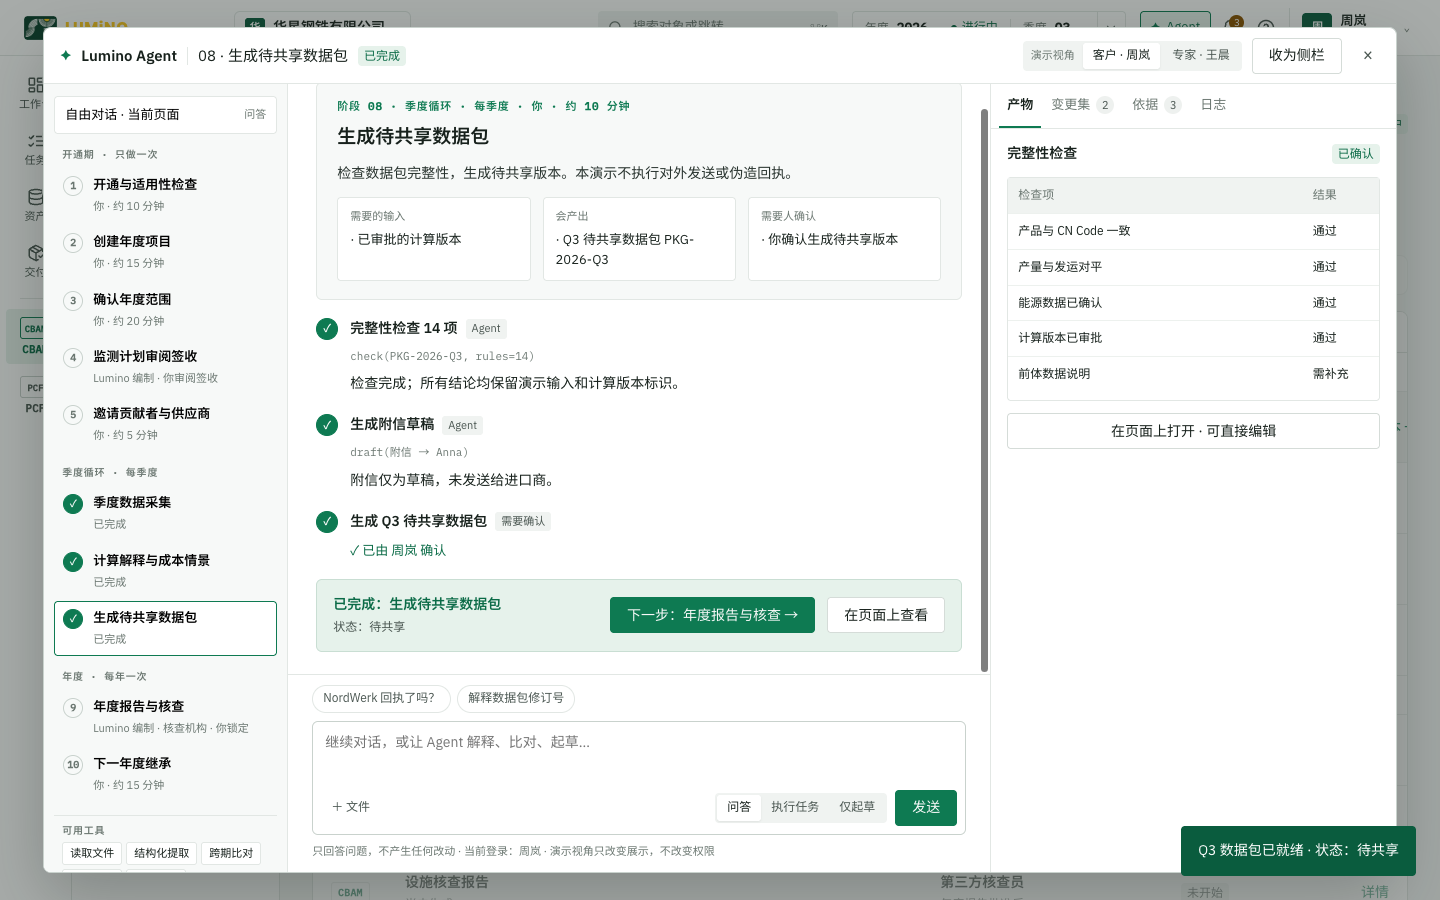 Lumino Agent
08 · 生成待共享数据包
已完成
演示视角
客户 · 周岚
专家 · 王晨
收为侧栏
×
自由对话 · 当前页面
问答
开通期 · 只做一次
1
开通与适用性检查
你 · 约 10 分钟
2
创建年度项目
你 · 约 15 分钟
3
确认年度范围
你 · 约 20 分钟
4
监测计划审阅签收
Lumino 编制 · 你审阅签收
5
邀请贡献者与供应商
你 · 约 5 分钟
季度循环 · 每季度
✓
季度数据采集
已完成
✓
计算解释与成本情景
已完成
✓
生成待共享数据包
已完成
年度 · 每年一次
9
年度报告与核查
Lumino 编制 · 核查机构 · 你锁定
10
下一年度继承
你 · 约 15 分钟
可用工具
读取文件
结构化提取
跨期比对
阶段 08 · 季度循环 · 每季度 · 你 · 约 10 分钟
生成待共享数据包
检查数据包完整性，生成待共享版本。本演示不执行对外发送或伪造回执。
需要的输入
· 已审批的计算版本
会产出
· Q3 待共享数据包 PKG-
2026-Q3
需要人确认
· 你确认生成待共享版本
✓
完整性检查 14 项
Agent
check(PKG-2026-Q3, rules=14)
检查完成；所有结论均保留演示输入和计算版本标识。
✓
生成附信草稿
Agent
draft(附信 → Anna)
附信仅为草稿，未发送给进口商。
✓
生成 Q3 待共享数据包
需要确认
✓ 已由 周岚 确认
已完成：生成待共享数据包
状态：待共享
下一步：年度报告与核查 →
在页面上查看
NordWerk 回执了吗？
解释数据包修订号
继续对话，或让 Agent 解释、比对、起草...
＋ 文件
问答
执行任务
仅起草
发送
只回答问题，不产生任何改动 · 当前登录：周岚 · 演示视角只改变展示，不改变权限
产物
变更集 2
依据 3
日志
完整性检查
已确认
检查项
结果
产品与 CN Code 一致
通过
产量与发运对平
通过
能源数据已确认
通过
计算版本已审批
通过
前体数据说明
需补充
在页面上打开 · 可直接编辑
Q3 数据包已就绪 · 状态：待共享
CBAM
设施核查报告
第三方核查员
未开始
详情
周岚
3